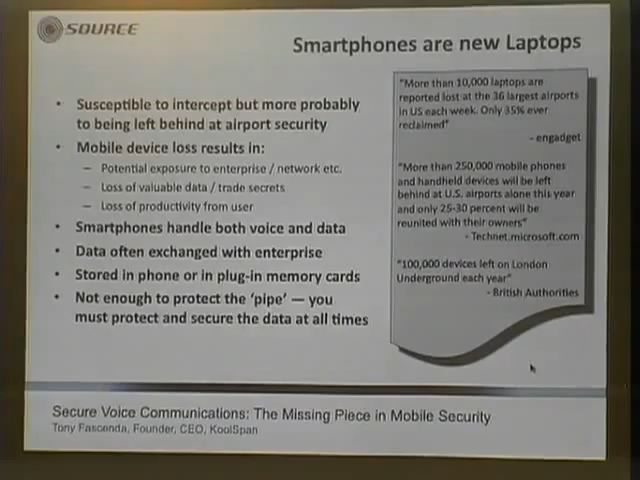 SOURCE
Smartphones are new Laptops
• Susceptible to intercept but more probably
to being left behind at airport security
• Mobile device loss results in:
– Potential exposure to enterprise / network etc.
– Loss of valuable data / trade secrets
– Loss of productivity from user
• Smartphones handle both voice and data
• Data often exchanged with enterprise
• Stored in phone or in plug-in memory cards
• Not enough to protect the ‘pipe’ — you
must protect and secure the data at all times
"More than 10,000 laptops are
reported lost at the 36 largest airports
in US each week. Only 35% ever
reclaimed"
- engadget
"More than 250,000 mobile phones
and handheld devices will be left
behind at U.S. airports alone this year
and only 25-30 percent will be
reunited with their owners"
- Technet.microsoft.com
"100,000 devices left on London
Underground each year"
- British Authorities
Secure Voice Communications: The Missing Piece in Mobile Security
Tony Fascenda, Founder, CEO, KoolSpan